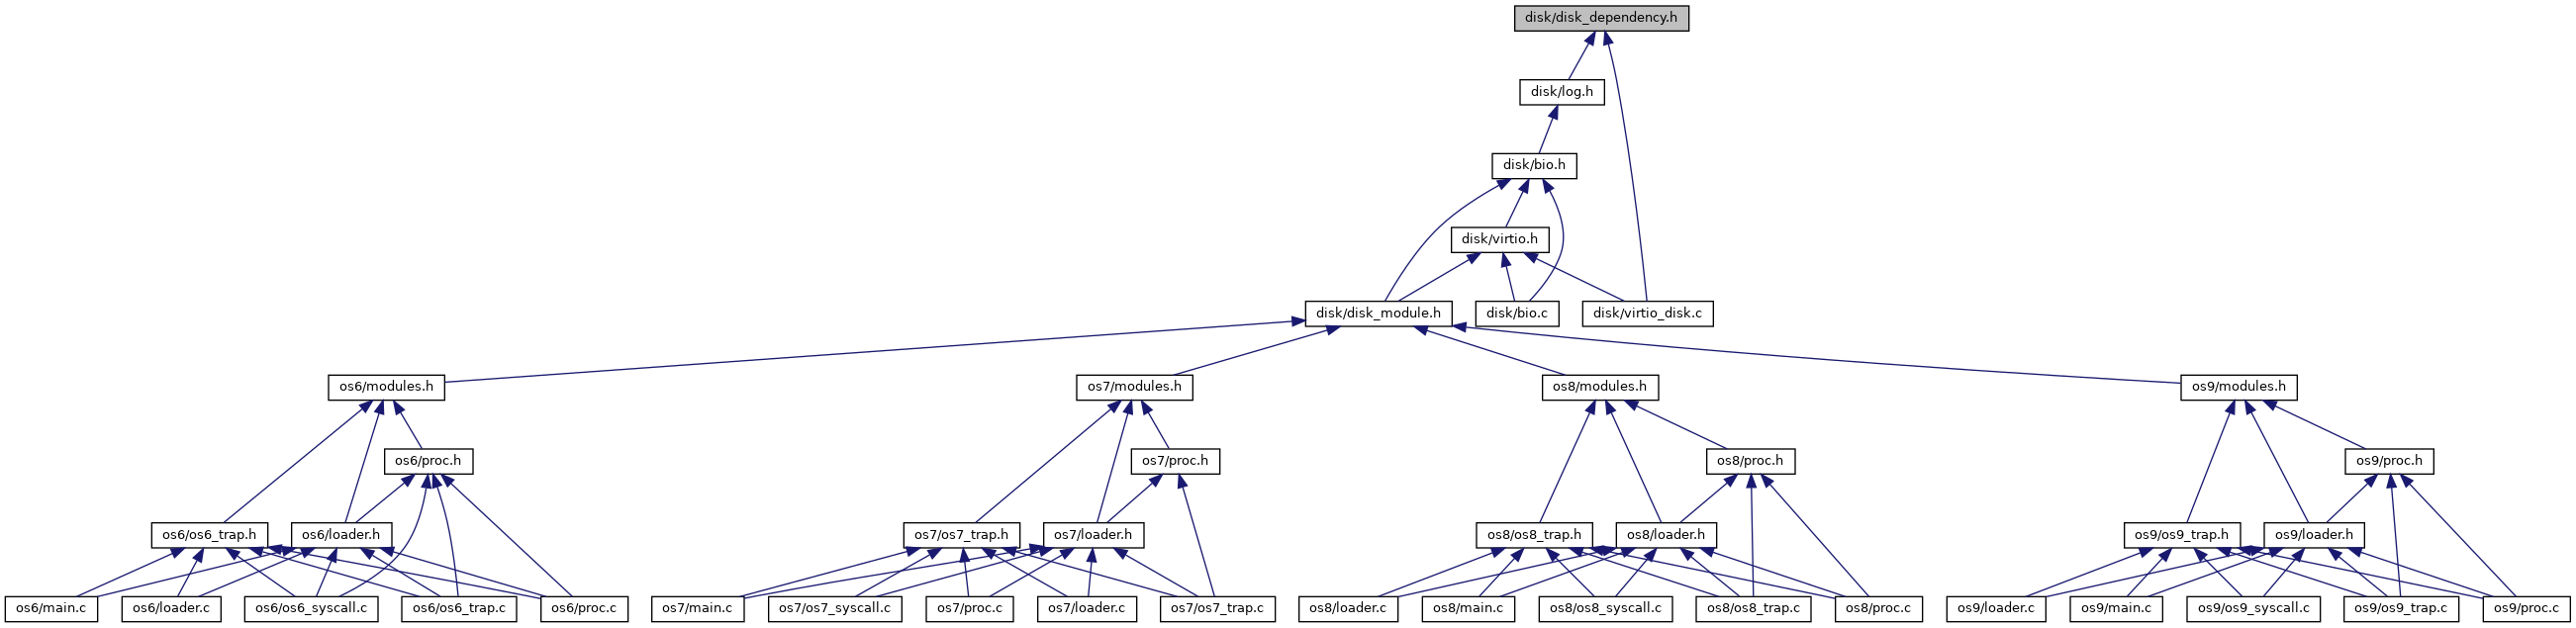 disk/disk_dependency.h
disk/log.h
disk/bio.h
disk/virtio.h
disk/disk_module.h
disk/bio.c
disk/virtio_disk.c
os6/modules.h
os7/modules.h
os8/modules.h
os9/modules.h
os6/proc.h
os7/proc.h
os8/proc.h
os9/proc.h
os6/os6_trap.h
os6/loader.h
os7/os7_trap.h
os7/loader.h
os8/os8_trap.h
os8/loader.h
os9/os9_trap.h
os9/loader.h
os6/main.c
os6/loader.c
os6/os6_syscall.c
os6/os6_trap.c
os6/proc.c
os7/main.c
os7/os7_syscall.c
os7/proc.c
os7/loader.c
os7/os7_trap.c
os8/loader.c
os8/main.c
os8/os8_syscall.c
os8/os8_trap.c
os8/proc.c
os9/loader.c
os9/main.c
os9/os9_syscall.c
os9/os9_trap.c
os9/proc.c